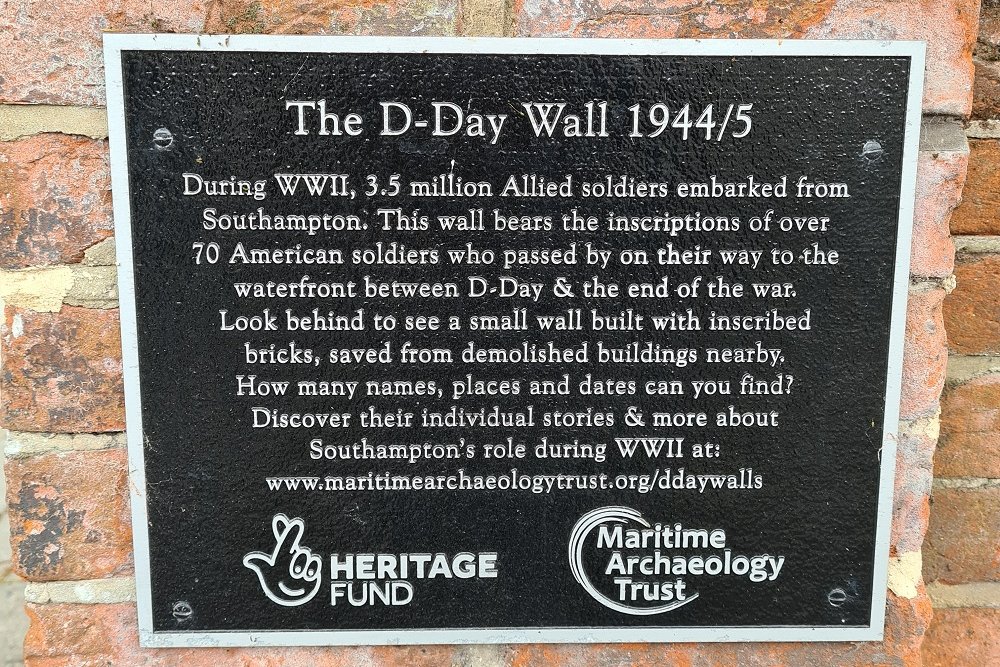 The D-Day Wall 1944/5
During WWII, 3.5 million Allied soldiers embarked from
Southampton. This wall bears the inscriptions of over
70 American soldiers who passed by on their way to the
waterfront between D-Day & the end of the war.
Look behind to see a small wall built with inscribed
bricks, saved from demolished buildings nearby.
How many names, places and dates can you find?
Discover their individual stories & more about
Southampton's role during WWII at:
www.maritimearchaeologytrust.org/ddaywalls
HERITAGE
FUND
Maritime
Archaeology
Trust